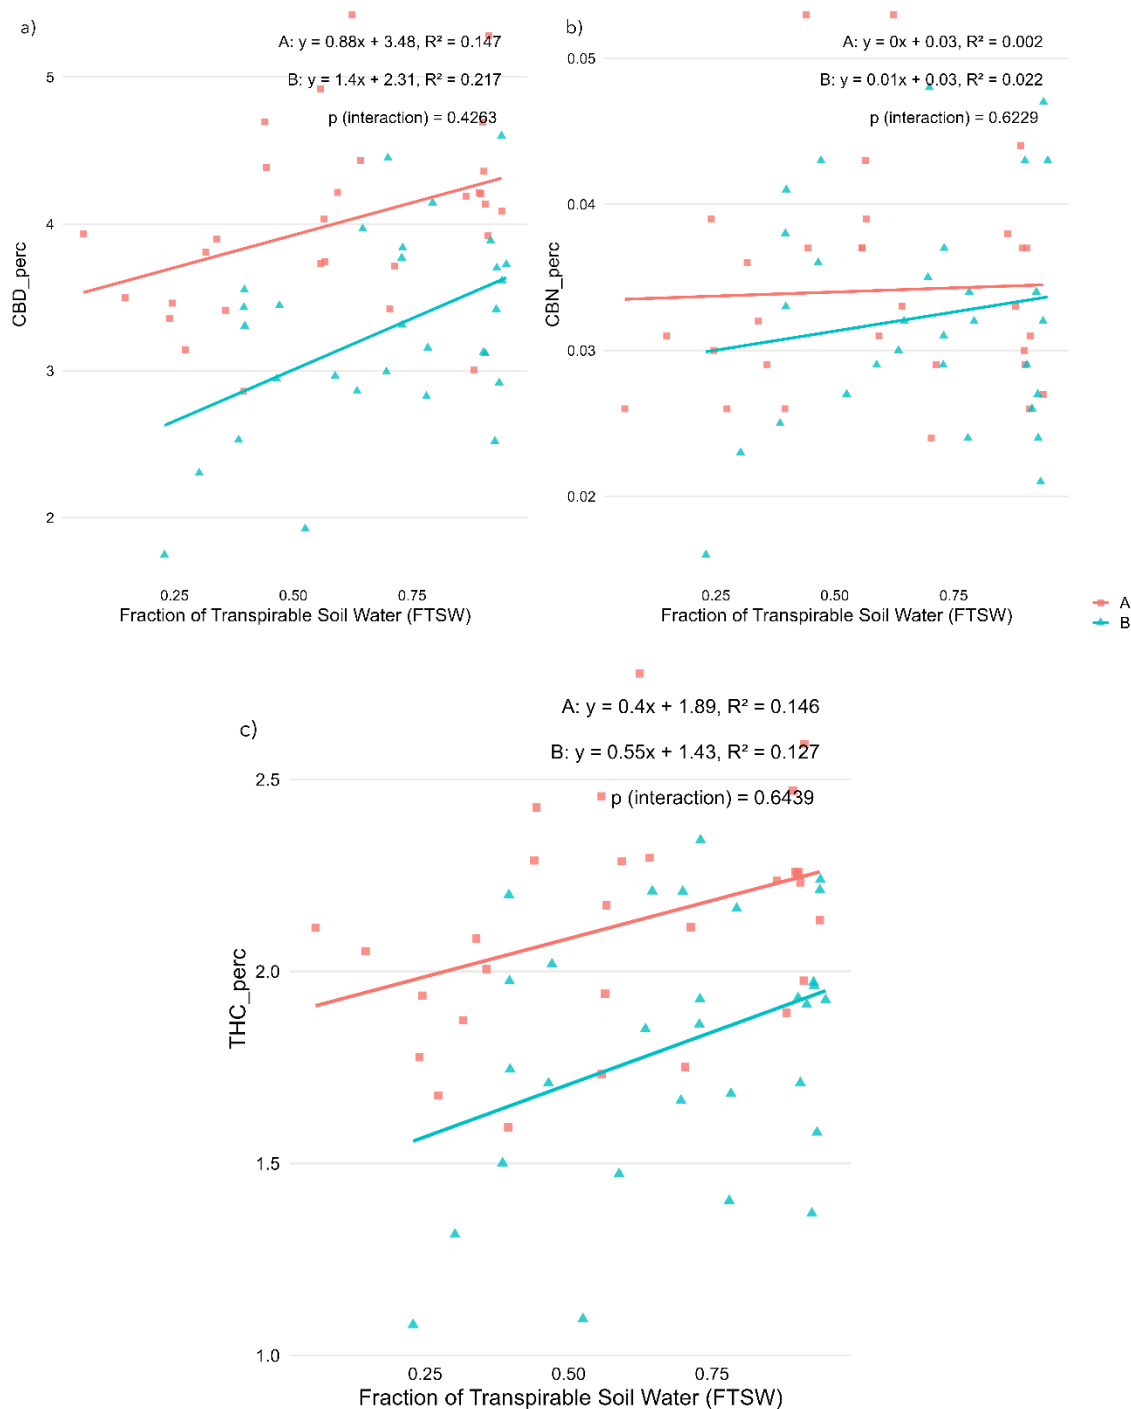 a)
A: y = 0.88x + 3.48, R² = 0.147
B: y = 1.4x + 2.31, R² = 0.217
p (interaction) = 0.4263
5
4
3
2
CBD_perc
0.25 0.50 0.75
Fraction of Transpirable Soil Water (FTSW)
b)
A: y = 0x + 0.03, R² = 0.002
B: y = 0.01x + 0.03, R² = 0.022
p (interaction) = 0.6229
0.05
0.04
0.03
0.02
CBN_perc
0.25 0.50 0.75
Fraction of Transpirable Soil Water (FTSW)
A
B
c)
A: y = 0.4x + 1.89, R² = 0.146
B: y = 0.55x + 1.43, R² = 0.127
p (interaction) = 0.6439
2.5
2.0
1.5
1.0
THC_perc
0.25 0.50 0.75
Fraction of Transpirable Soil Water (FTSW)